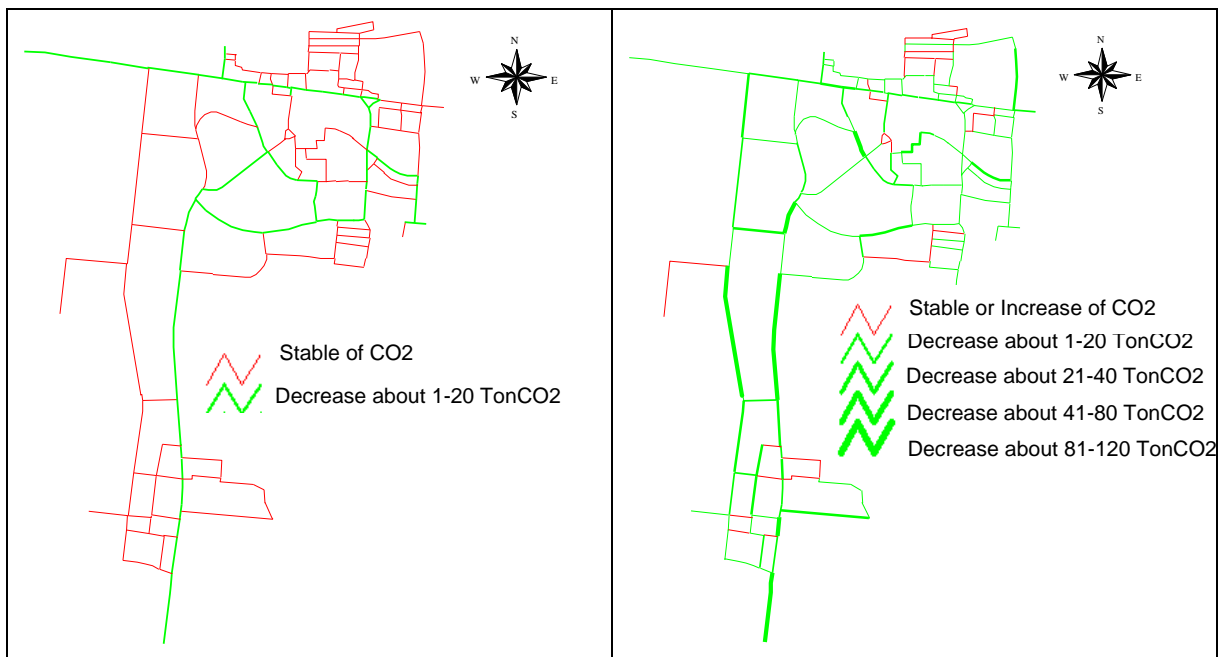 N
W E
S
Stable of CO2
Decrease about 1-20 TonCO2
N
W E
S
Stable or Increase of CO2
Decrease about 1-20 TonCO2
Decrease about 21-40 TonCO2
Decrease about 41-80 TonCO2
Decrease about 81-120 TonCO2